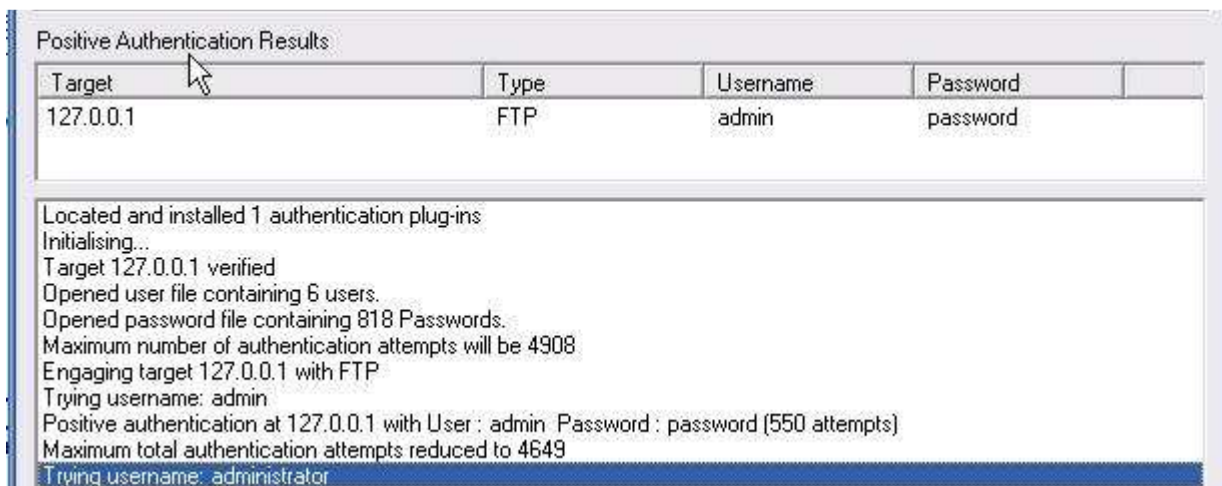 Positive Authentication Results
Target Type Username Password
127.0.0.1 FTP admin password
Located and installed 1 authentication plug-ins
Initialising...
Target 127.0.0.1 verified
Opened user file containing 6 users.
Opened password file containing 818 Passwords.
Maximum number of authentication attempts will be 4908
Engaging target 127.0.0.1 with FTP
Trying username: admin
Positive authentication at 127.0.0.1 with User : admin Password : password (550 attempts)
Maximum total authentication attempts reduced to 4649
Trying username: administrator